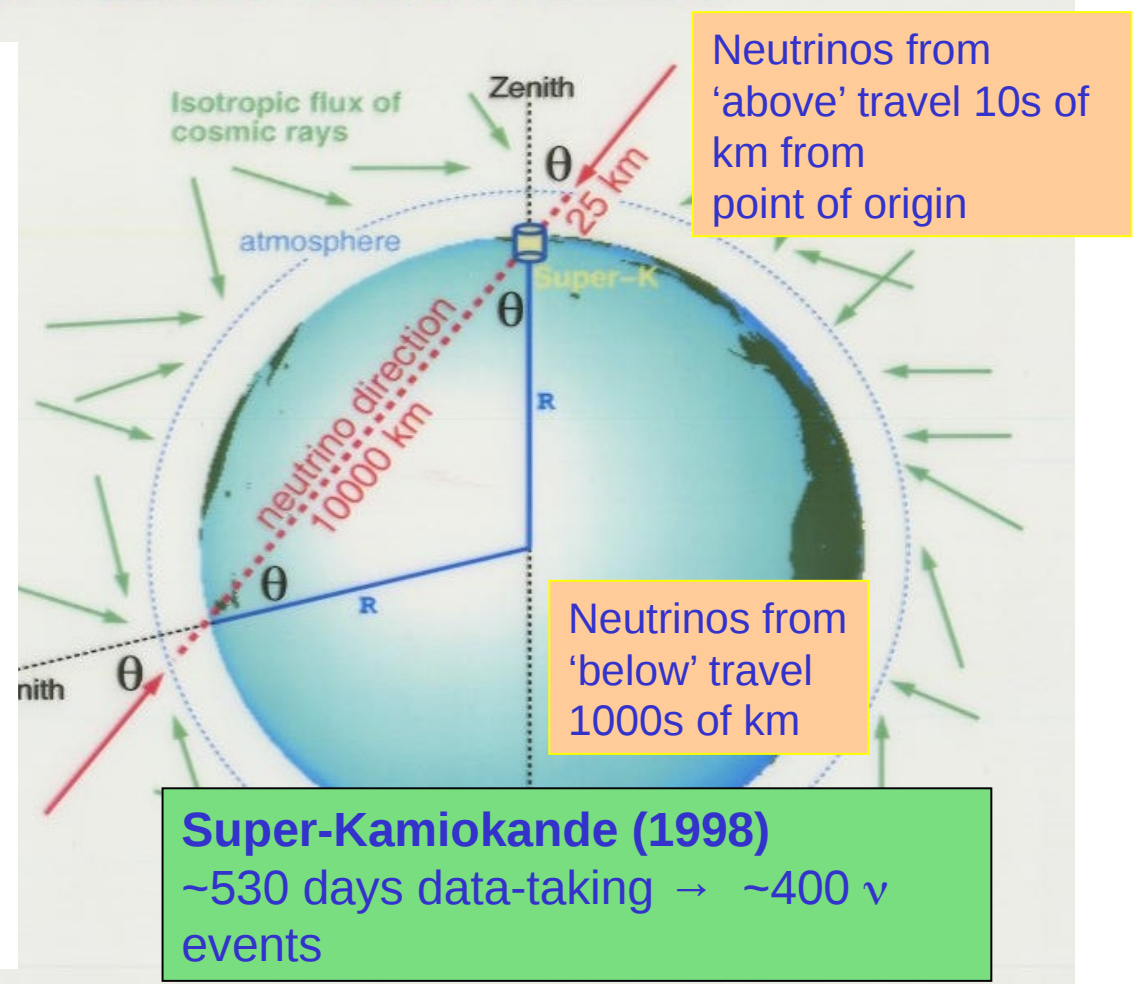 Neutrinos from
‘above’ travel 10s of
km from
point of origin
Zenith
Isotropic flux of
cosmic rays
θ
25 km
atmosphere
Super–K
θ
neutrino direction
10000 km
R
θ
R
θ
nith
Neutrinos from
‘below’ travel
1000s of km
Super-Kamiokande (1998)
~530 days data-taking → ~400 ν
events